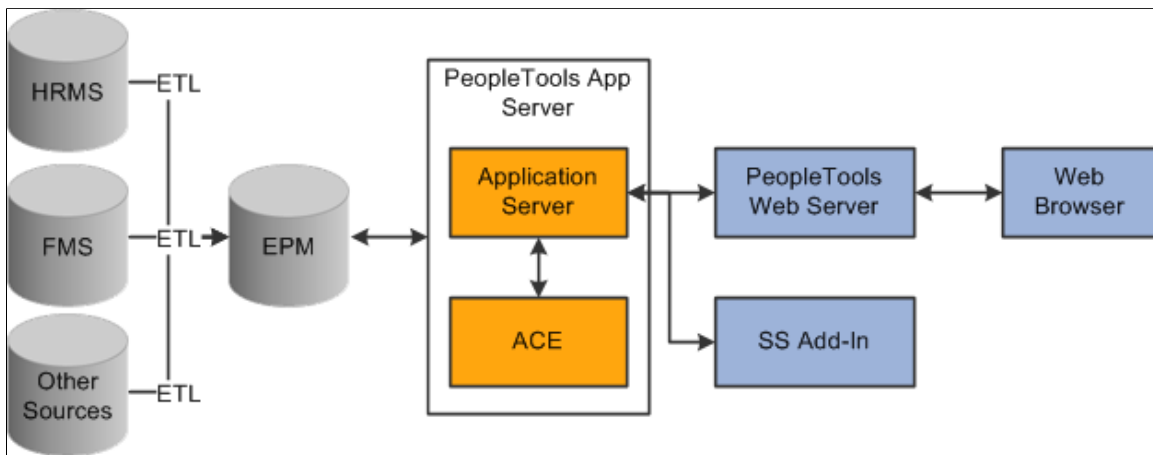 HRMS
ETL
FMS
ETL
Other
Sources
ETL
EPM
PeopleTools App
Server
Application
Server
ACE
PeopleTools
Web Server
SS Add-In
Web
Browser